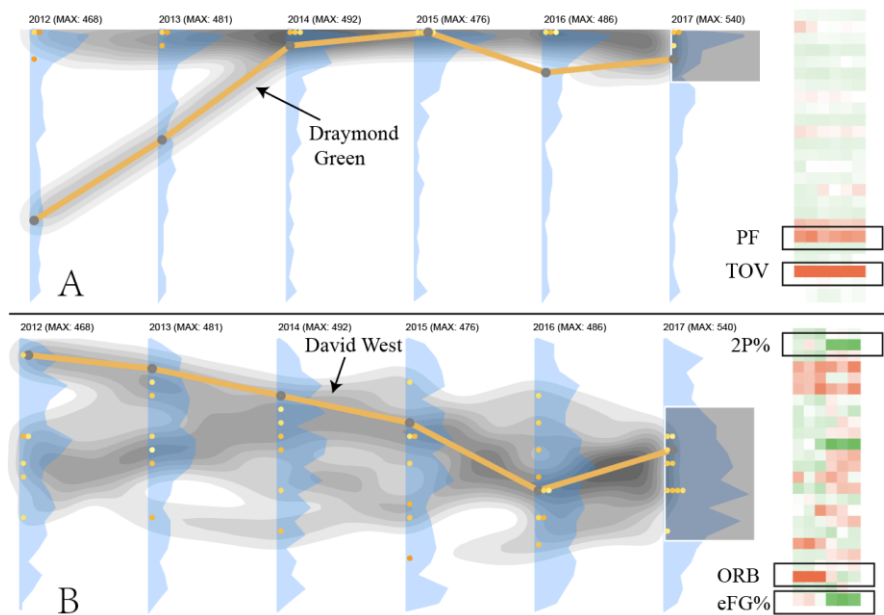 2012 (MAX: 468)
2013 (MAX: 481)
2014 (MAX: 492)
2015 (MAX: 476)
2016 (MAX: 486)
2017 (MAX: 540)
Draymond
Green
PF
TOV
A
2012 (MAX: 468)
2013 (MAX: 481)
2014 (MAX: 492)
2015 (MAX: 476)
2016 (MAX: 486)
2017 (MAX: 540)
David West
2P%
ORB
eFG%
B